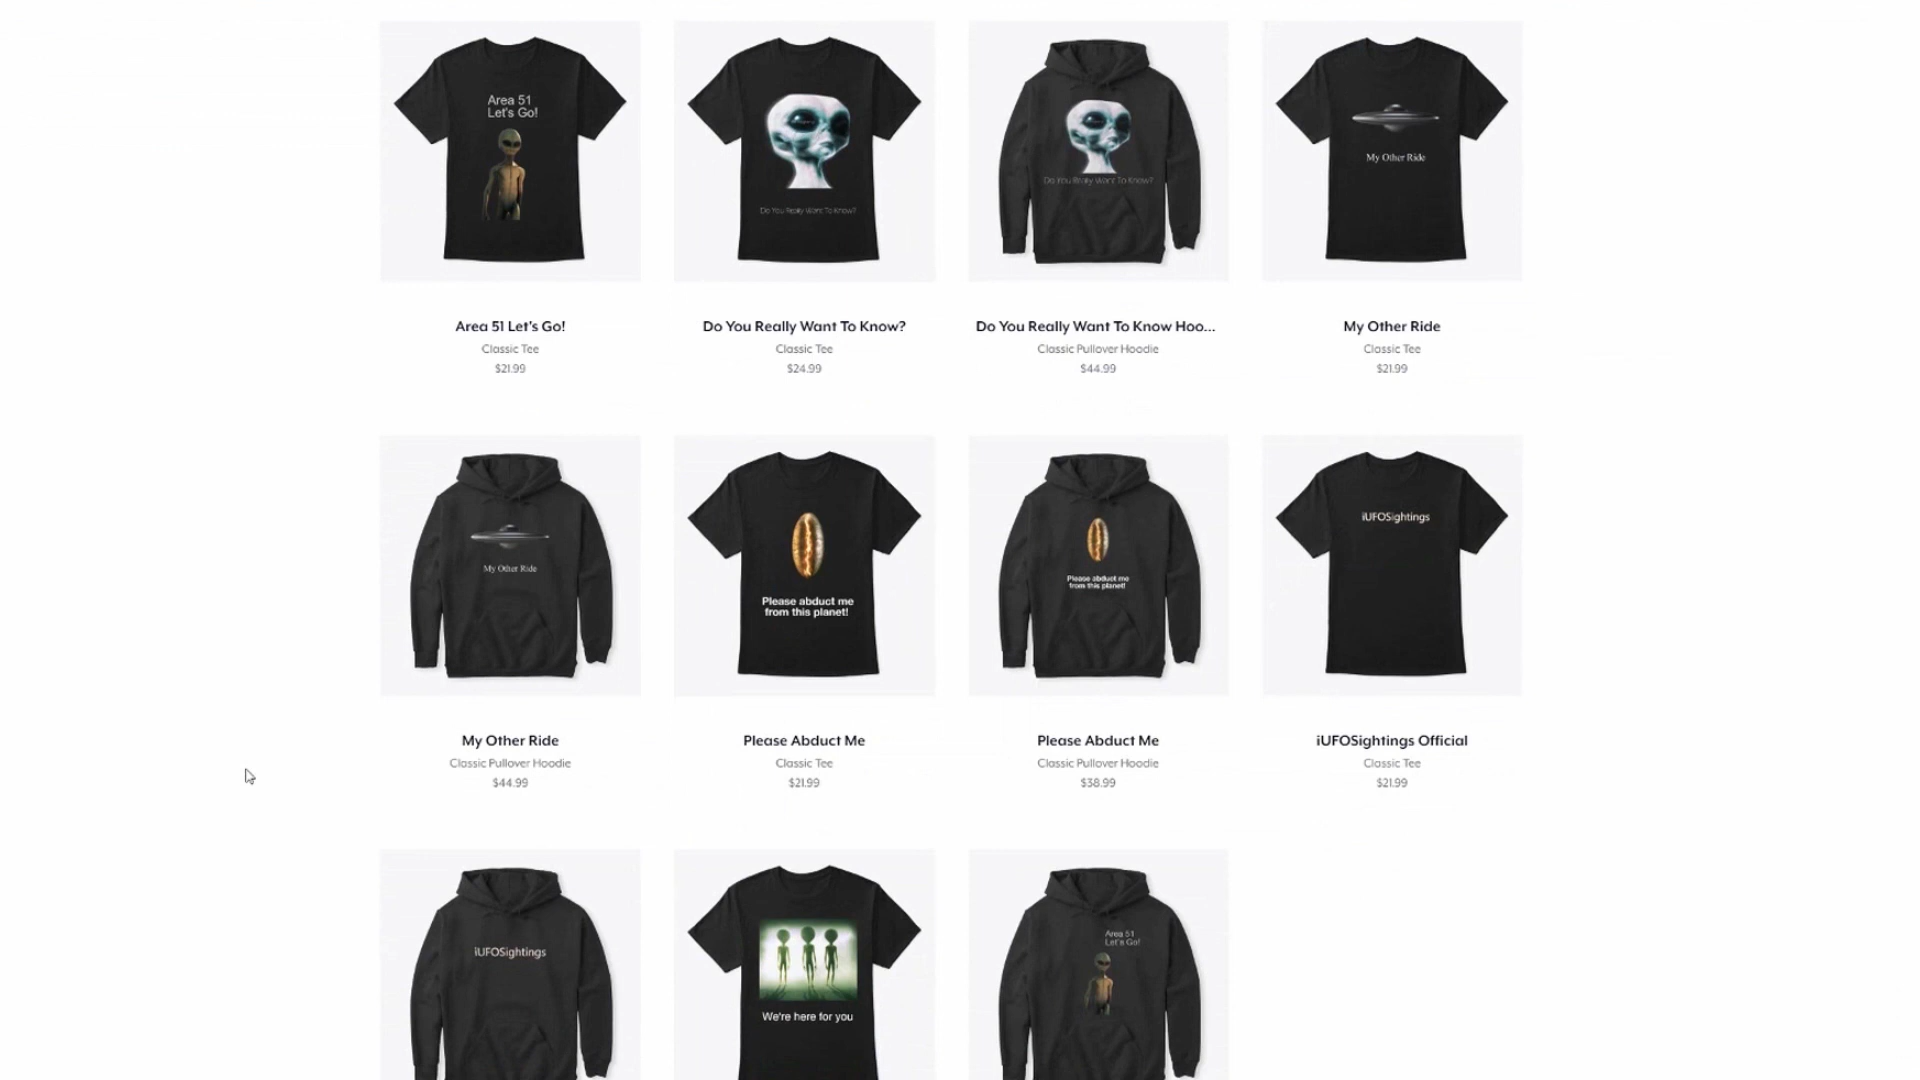 Area 51
Let's Go!
Do You Really Want To Know?
Do You Really Want To Know?
My Other Ride
Area 51 Let's Go!
Classic Tee
$21.99
Do You Really Want To Know?
Classic Tee
$24.99
Do You Really Want To Know Hoo...
Classic Pullover Hoodie
$44.99
My Other Ride
Classic Tee
$21.99
My Other Ride
Please abduct me
from this planet!
Please abduct me
from this planet!
iUFOSightings
My Other Ride
Classic Pullover Hoodie
$44.99
Please Abduct Me
Classic Tee
$21.99
Please Abduct Me
Classic Pullover Hoodie
$38.99
iUFOSightings Official
Classic Tee
$21.99
iUFOSightings
We're here for you
Area 51
Let's Go!